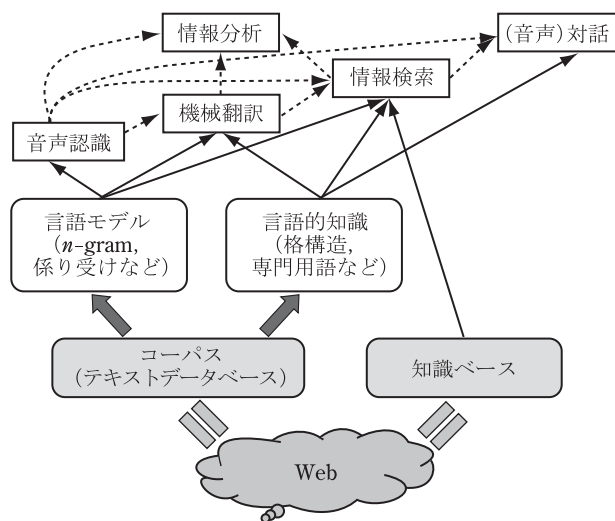 情報分析
(音声)対話
情報検索
機械翻訳
音声認識
言語モデル
(n-gram,
係り受けなど)
言語的知識
(格構造,
専門用語など)
コーパス
(テキストデータベース)
知識ベース
Web